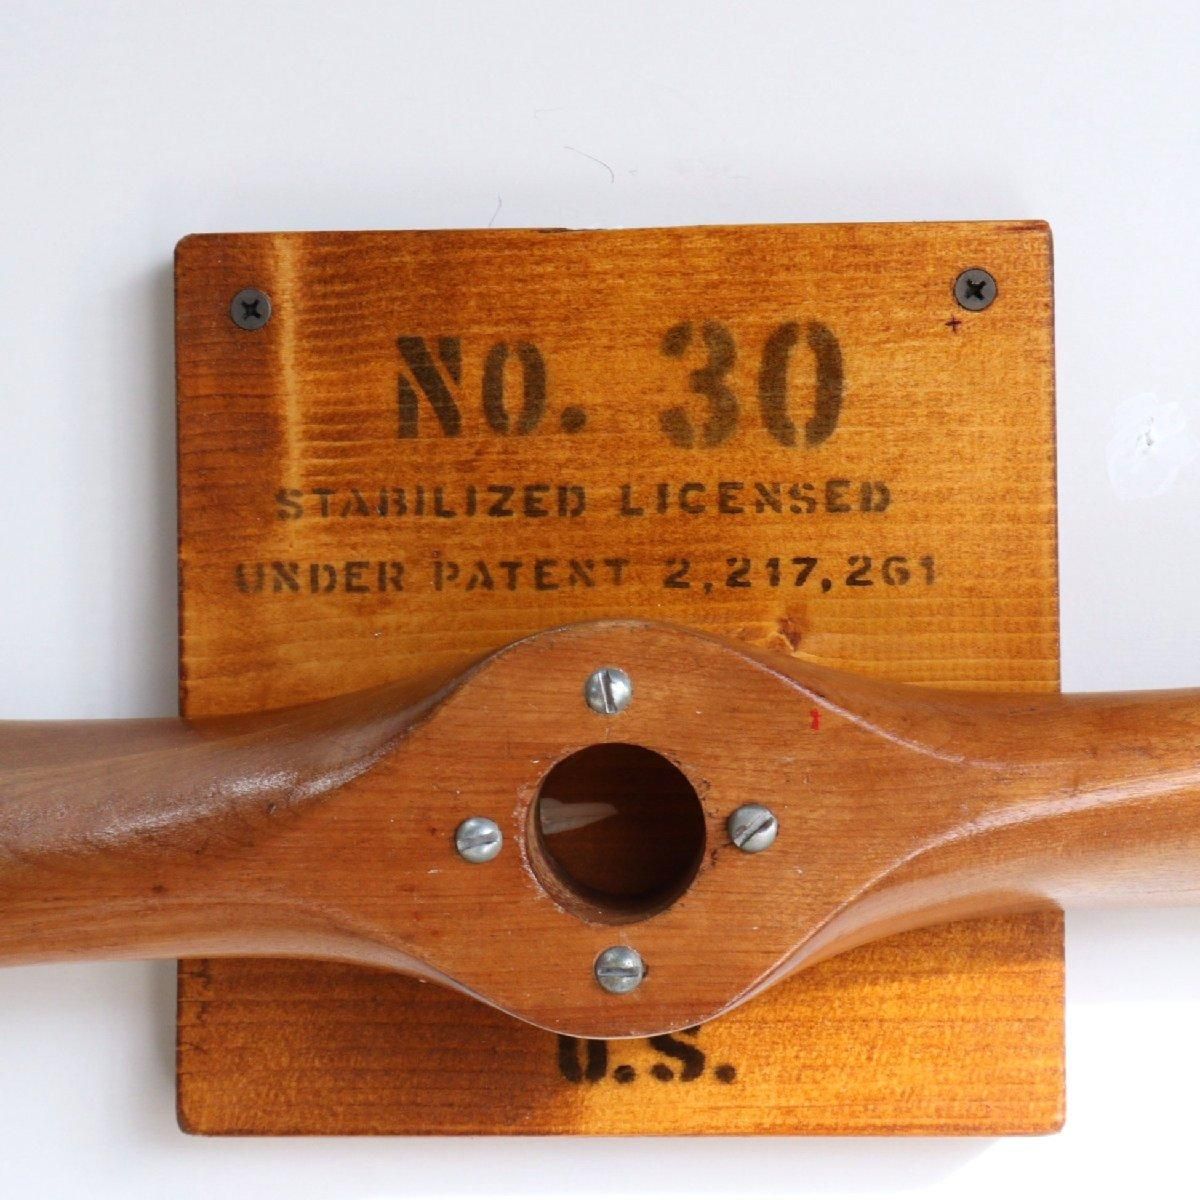 No. 30
STABILIZED LICENSED
UNDER PATENT 2,217,261
U.S.